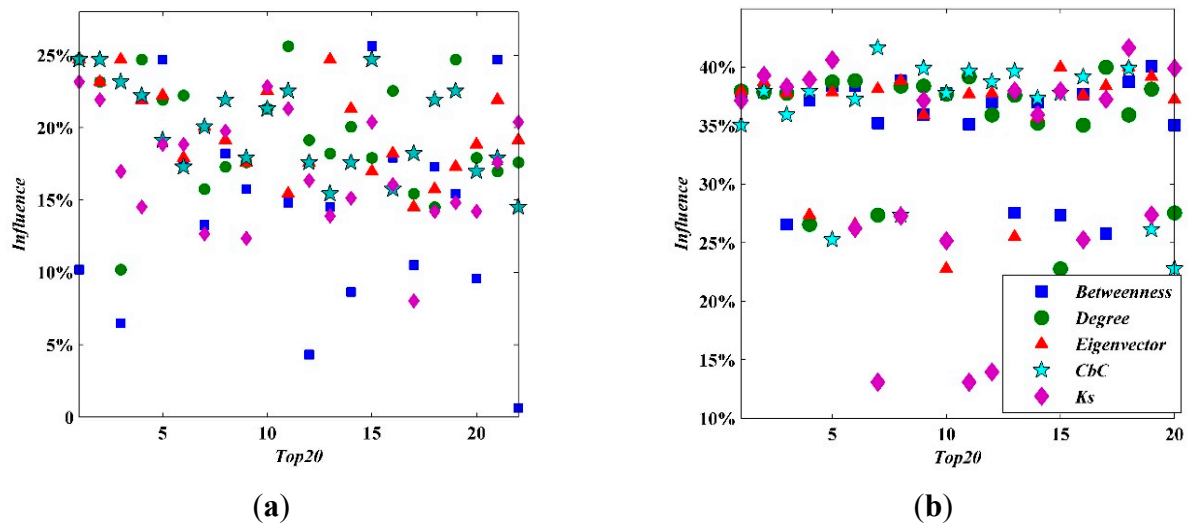 25%
20%
15%
10%
5%
0
Influence
5
10
15
20
Top20
(a)
40%
35%
30%
25%
20%
15%
10%
Influence
5
10
15
20
Top20
Betweenness
Degree
Eigenvector
CbC
Ks
(b)